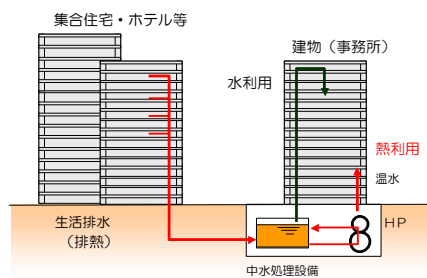 集合住宅・ホテル等
建物（事務所）
水利用
熱利用
温水
生活排水
（排熱）
HP
中水処理設備